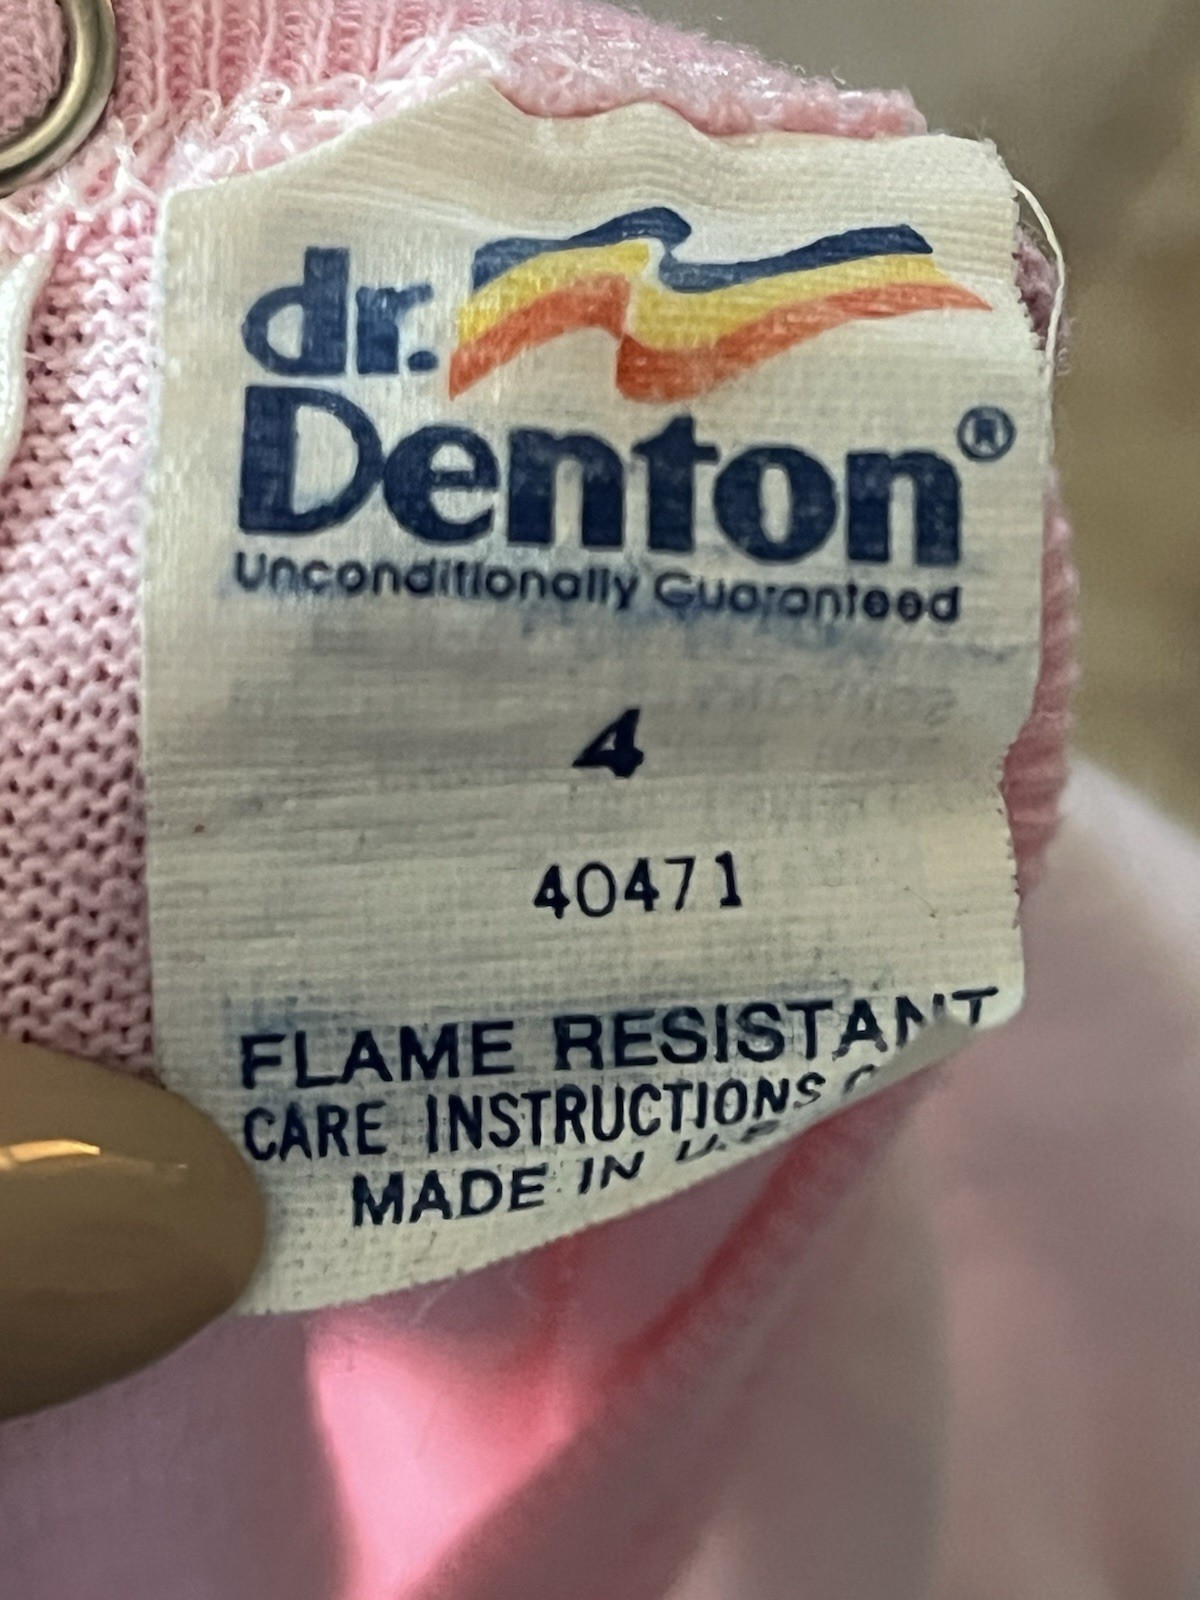 dr.
Denton®
Unconditionally Guaranteed
4
40471
FLAME RESISTANT
CARE INSTRUCTIONS
MADE IN U.S